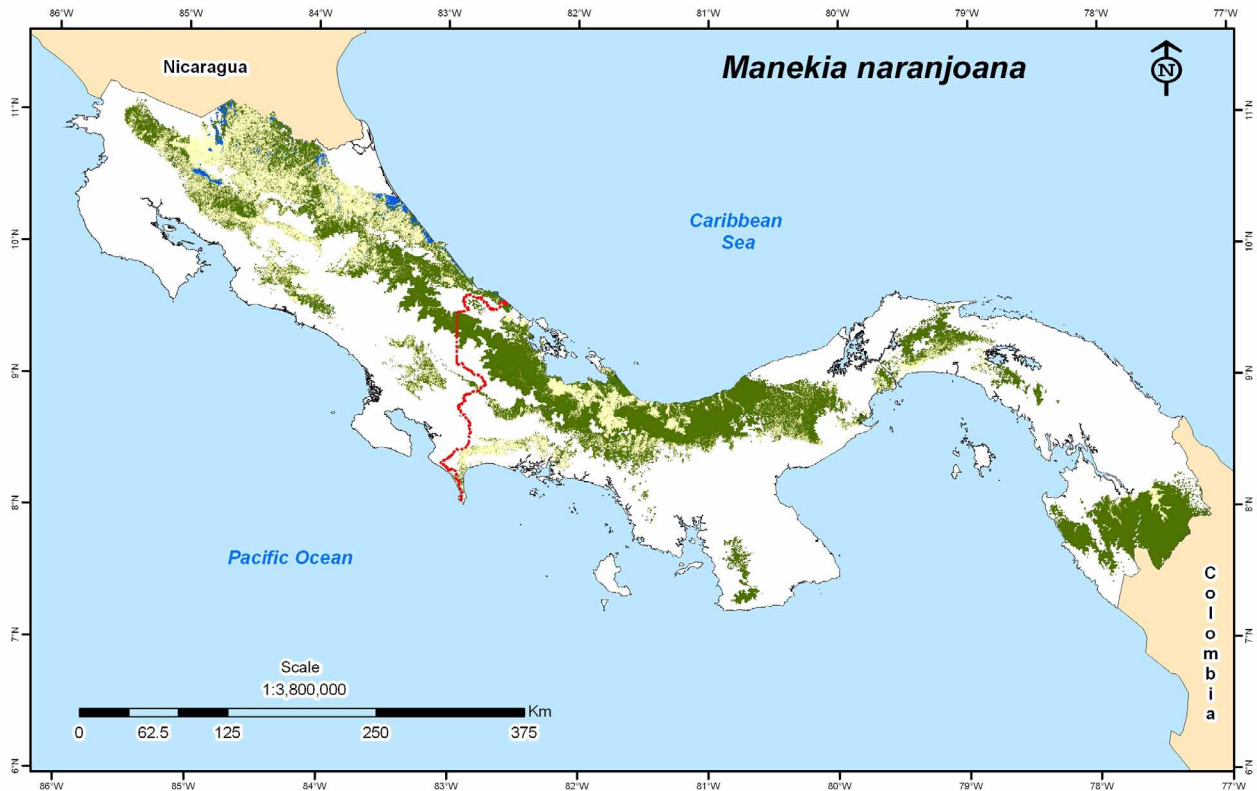 86°W 85°W 84°W 83°W 82°W 81°W 80°W 79°W 78°W 77°W
Nicaragua
Manekia naranjoana
N
11°N 11°N
Caribbean
Sea
10°N 10°N
9°N 9°N
8°N 8°N
Pacific Ocean
Colombia
7°N 7°N
Scale
1:3,800,000
Km
0 62.5 125 250 375
6°N 6°N
86°W 85°W 84°W 83°W 82°W 81°W 80°W 79°W 78°W 77°W